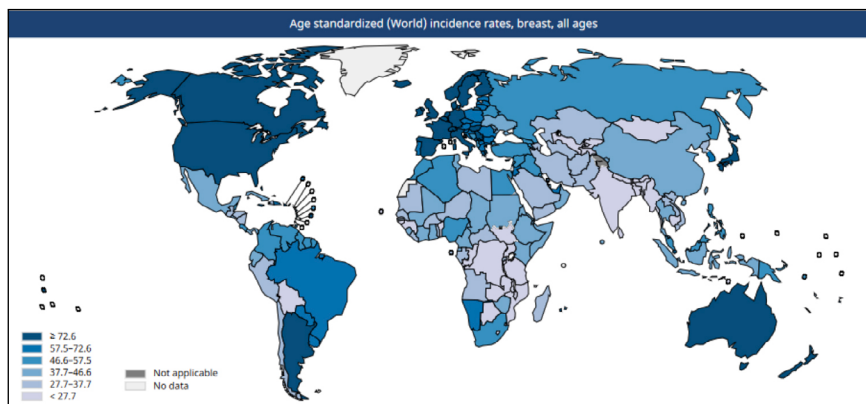 Age standardized (World) incidence rates, breast, all ages
≥ 72.6
57.5–72.6
46.6–57.5
37.7–46.6
27.7–37.7
< 27.7
Not applicable
No data